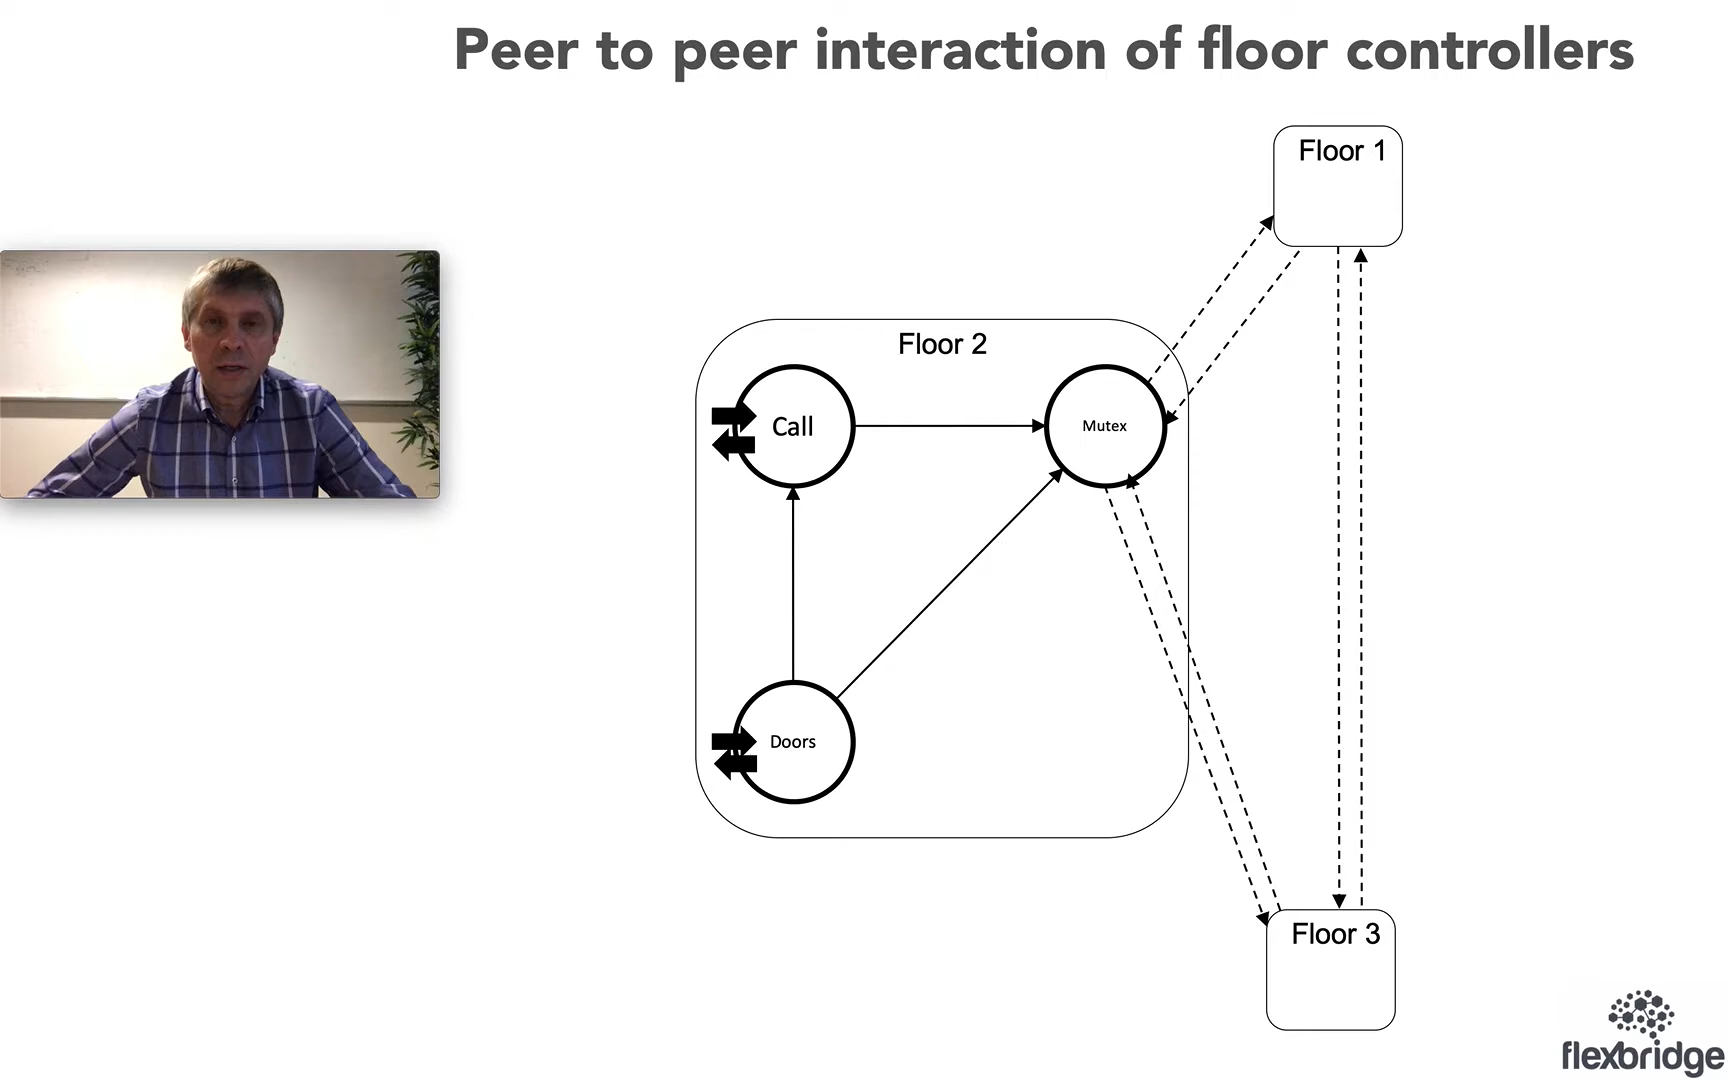 Peer to peer interaction of floor controllers
Floor 1
Floor 2
Call
Mutex
Doors
Floor 3
flexbridge